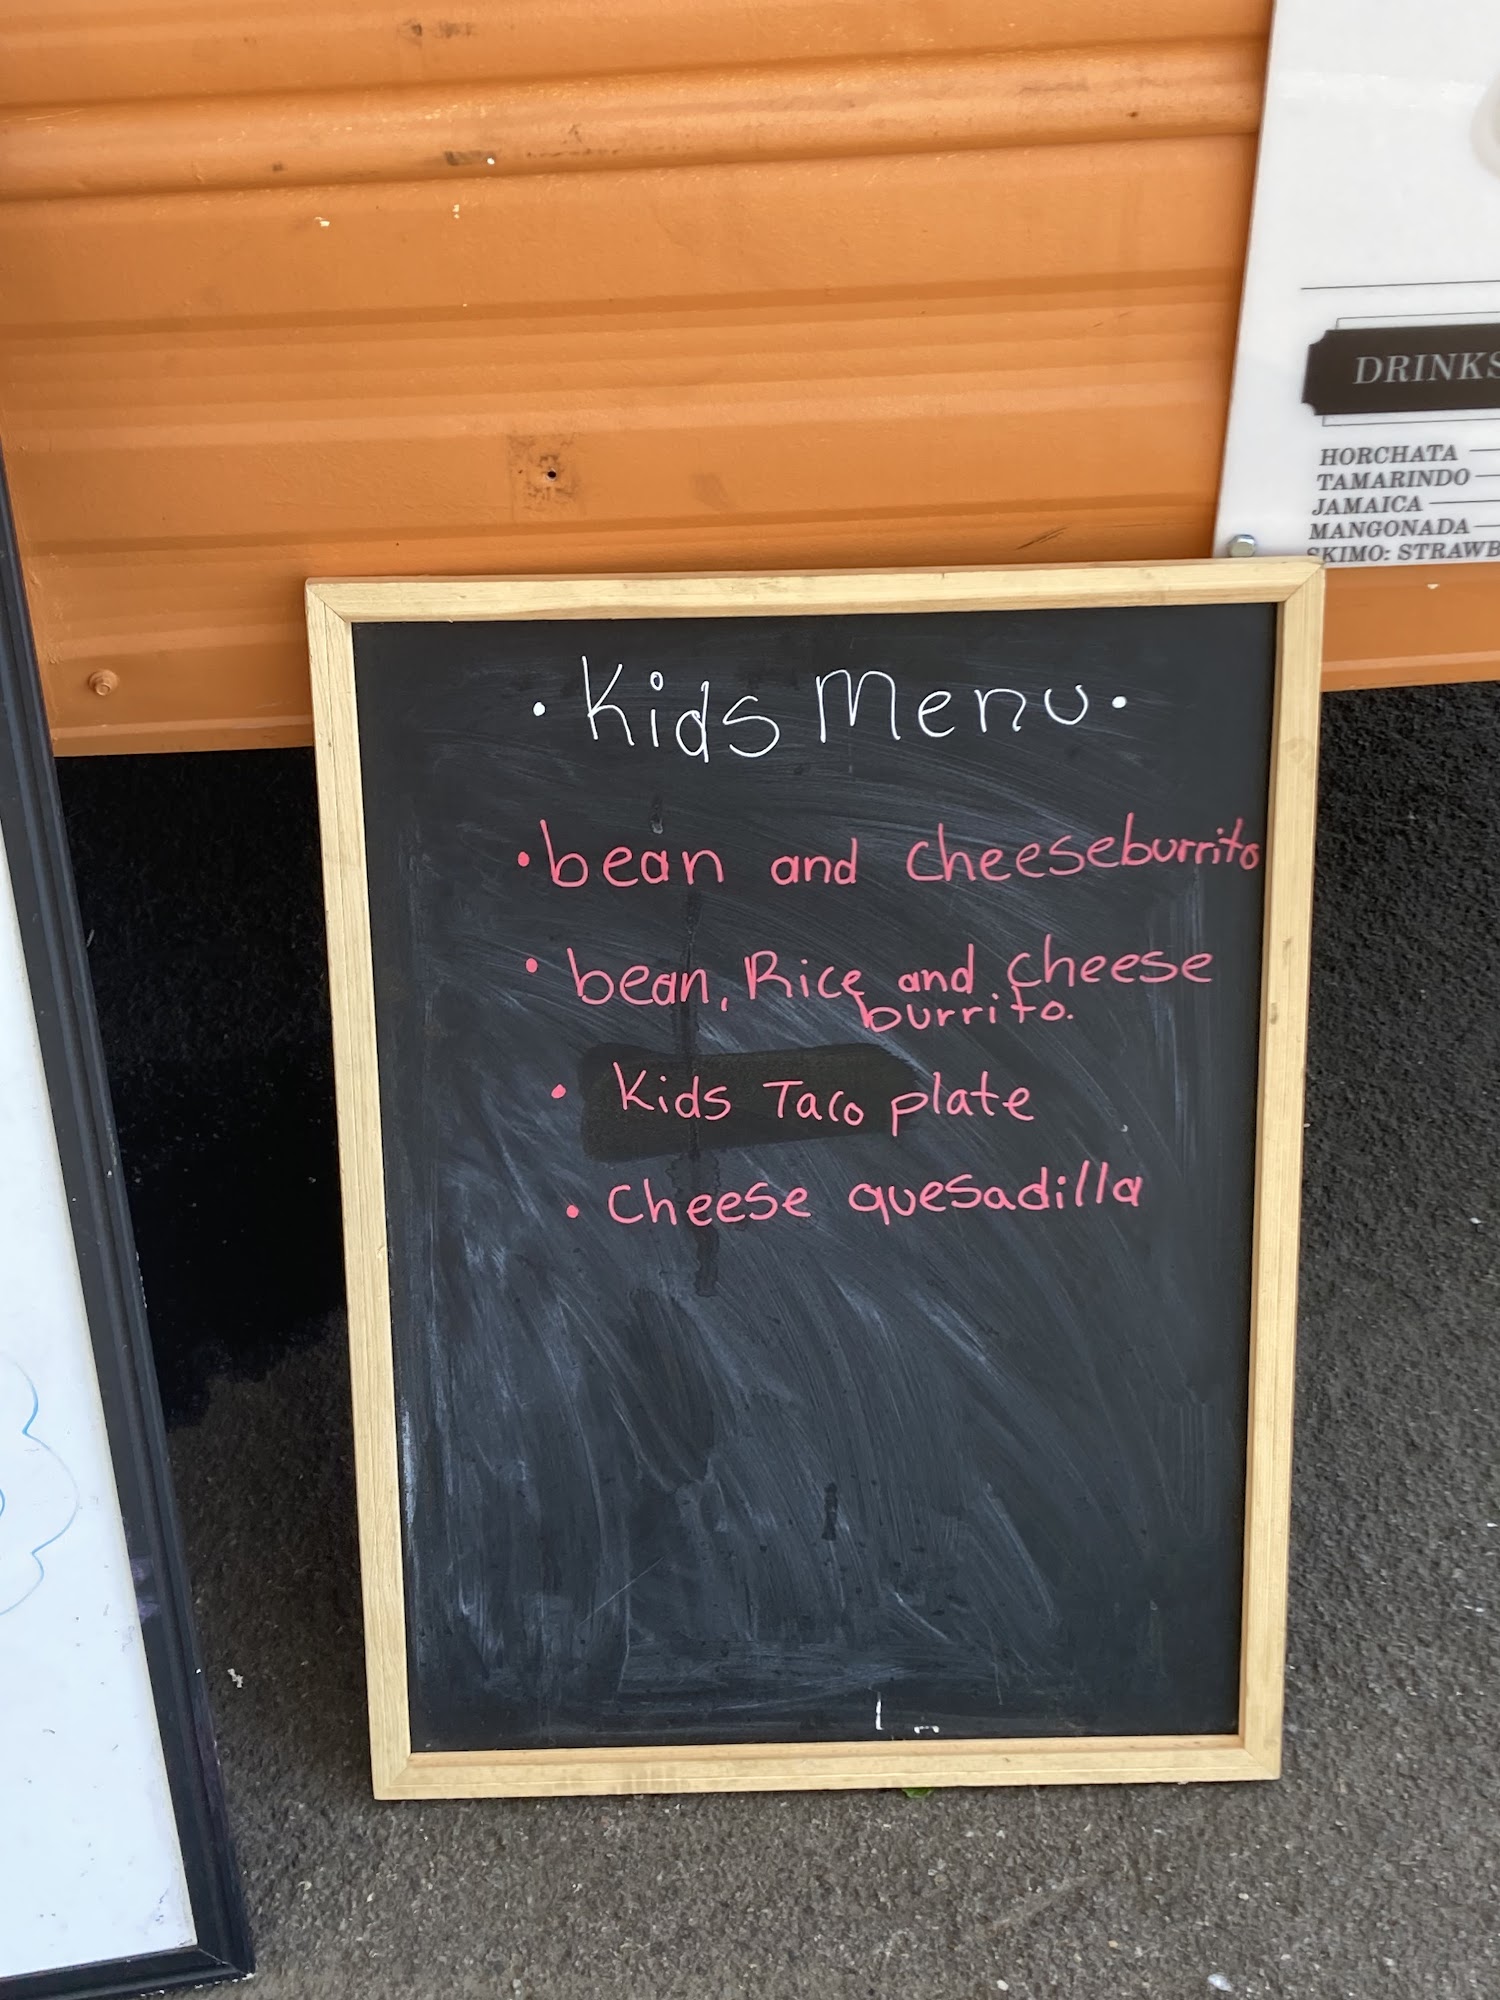 DRINKS
HORCHATA
TAMARINDO
JAMAICA
MANGONADA
SKIMO:
· Kids Menu ·
• bean and cheeseburrito
• bean, Rice and cheese
burrito.
• Kids Taco plate
• Cheese quesadilla